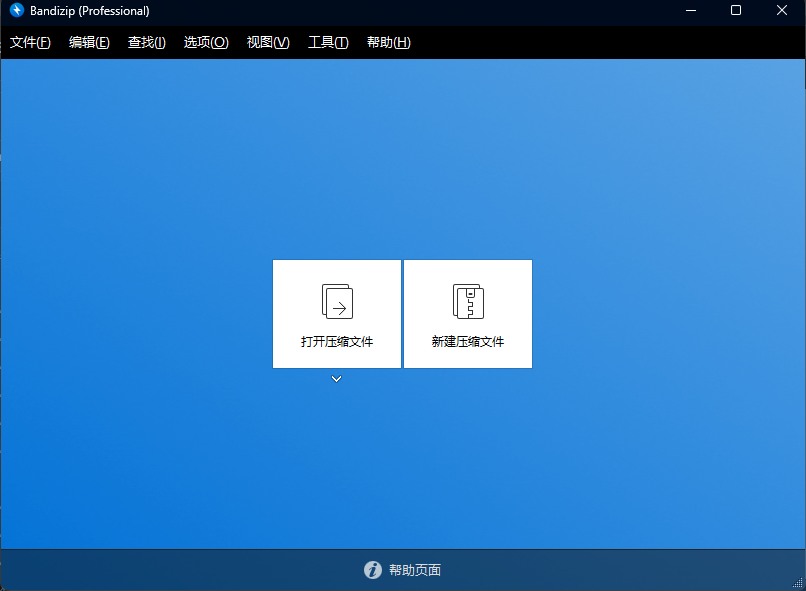 Bandizip (Professional)
文件(F) 编辑(E) 查找(I) 选项(O) 视图(V) 工具(T) 帮助(H)
打开压缩文件 新建压缩文件
帮助页面